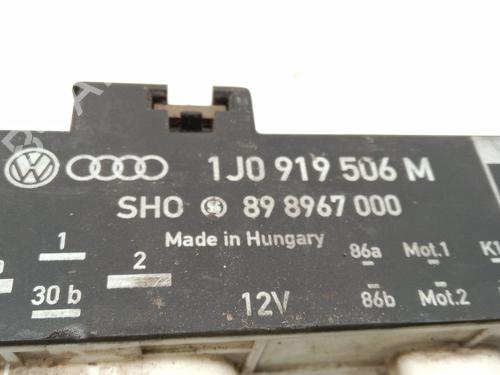 1J0 919 506 M
SHO 89 8967 000
Made in Hungary
1
2
30 b
12V
86a
86b
Mot.1
Mot.2